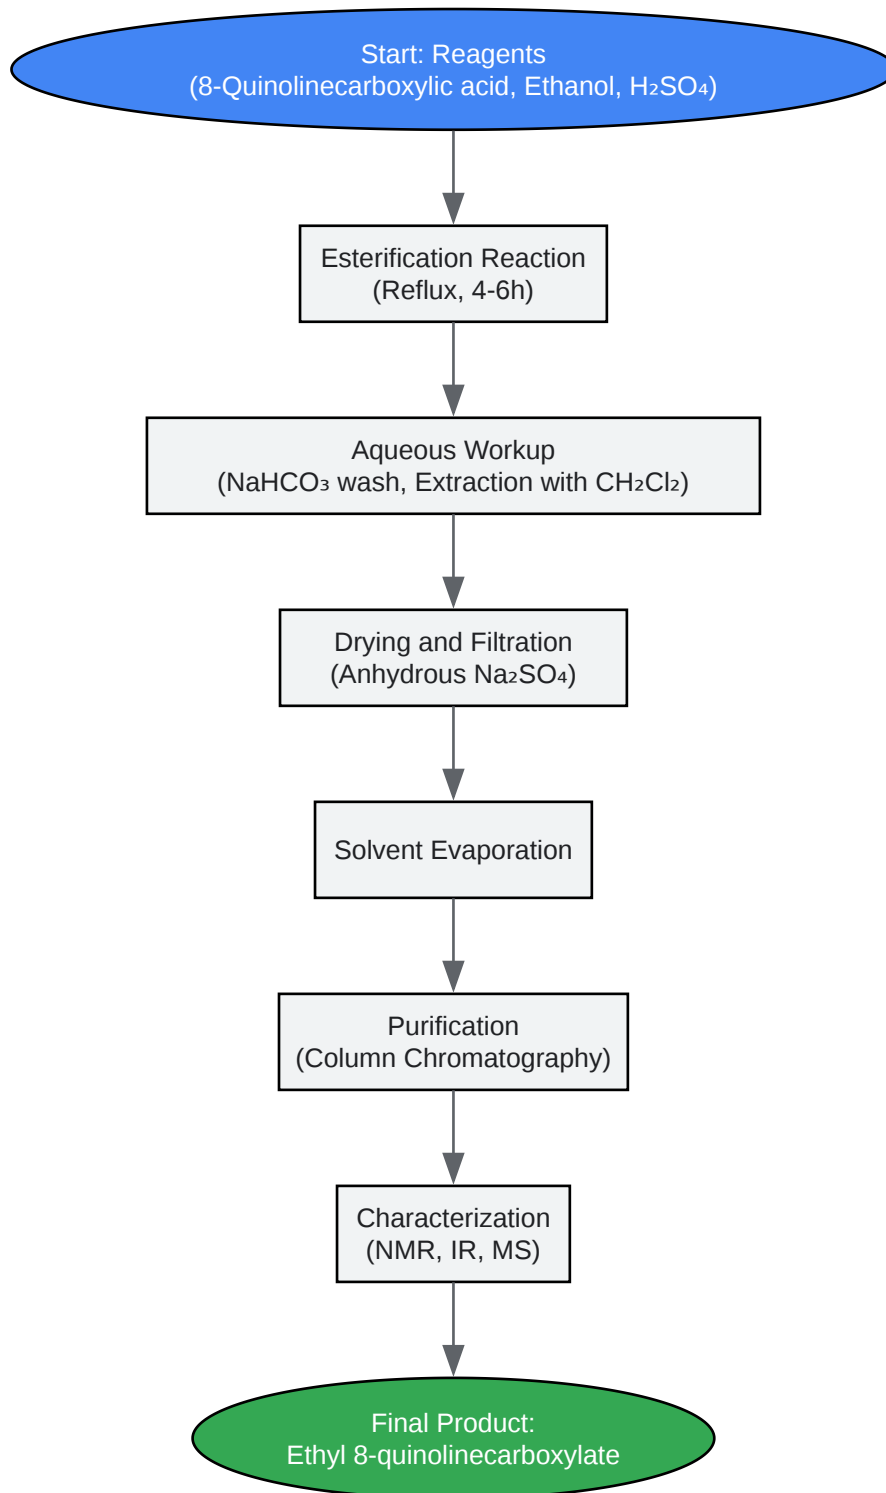 Start: Reagents
(8-Quinolinecarboxylic acid, Ethanol, H₂SO₄)
Esterification Reaction
(Reflux, 4-6h)
Aqueous Workup
(NaHCO₃ wash, Extraction with CH₂Cl₂)
Drying and Filtration
(Anhydrous Na₂SO₄)
Solvent Evaporation
Purification
(Column Chromatography)
Characterization
(NMR, IR, MS)
Final Product:
Ethyl 8-quinolinecarboxylate